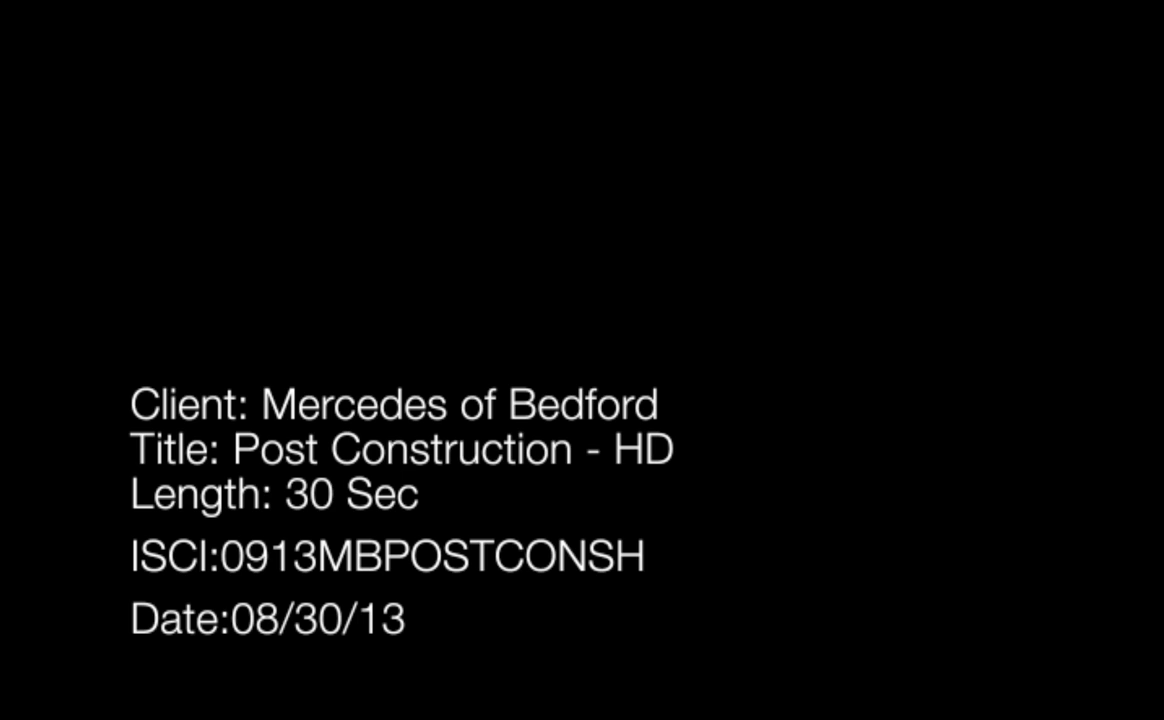 Client: Mercedes of Bedford
Title: Post Construction - HD
Length: 30 Sec
ISCI:0913MBPOSTCONSH
Date:08/30/13